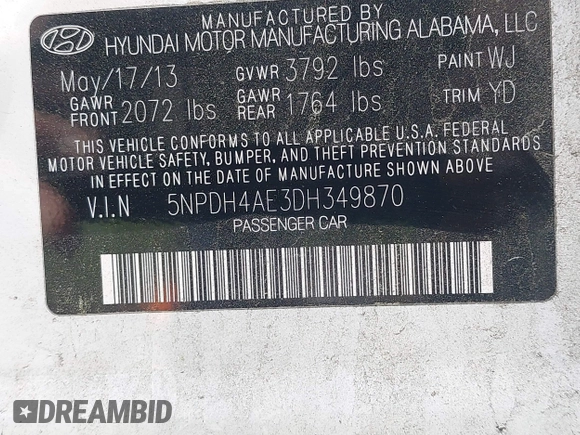 MANUFACTURED BY
HYUNDAI MOTOR MANUFACTURING ALABAMA, LLC
May/17/13 GVWR 3792 lbs PAINT WJ
GAWR FRONT 2072 lbs GAWR REAR 1764 lbs TRIM YD
THIS VEHICLE CONFORMS TO ALL APPLICABLE U.S.A. FEDERAL
MOTOR VEHICLE SAFETY, BUMPER, AND THEFT PREVENTION STANDARDS
IN EFFECT ON THE DATE OF MANUFACTURE SHOWN ABOVE
V.I.N 5NPDH4AE3DH349870
PASSENGER CAR
DREAMBID